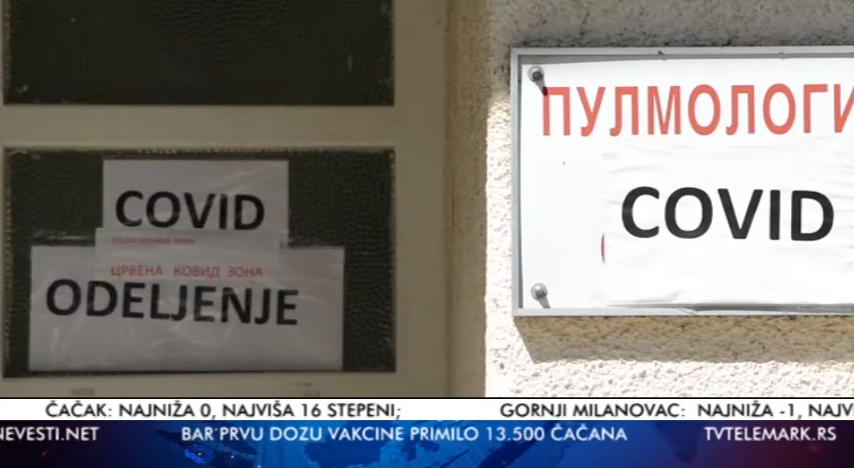 COVID
ЦРВЕНА КОВИД ЗОНА
ODELJENJE
ПУЛМОЛОГИ
COVID
ČAČAK: NAJNIŽA 0, NAJVIŠA 16 STEPENI; GORNJI MILANOVAC: NAJNIŽA -1, NAJV
NEVESTI.NET BAR PRVU DOZU VAKCINE PRIMILO 13.500 ČAČANA TVTELEMARK.RS